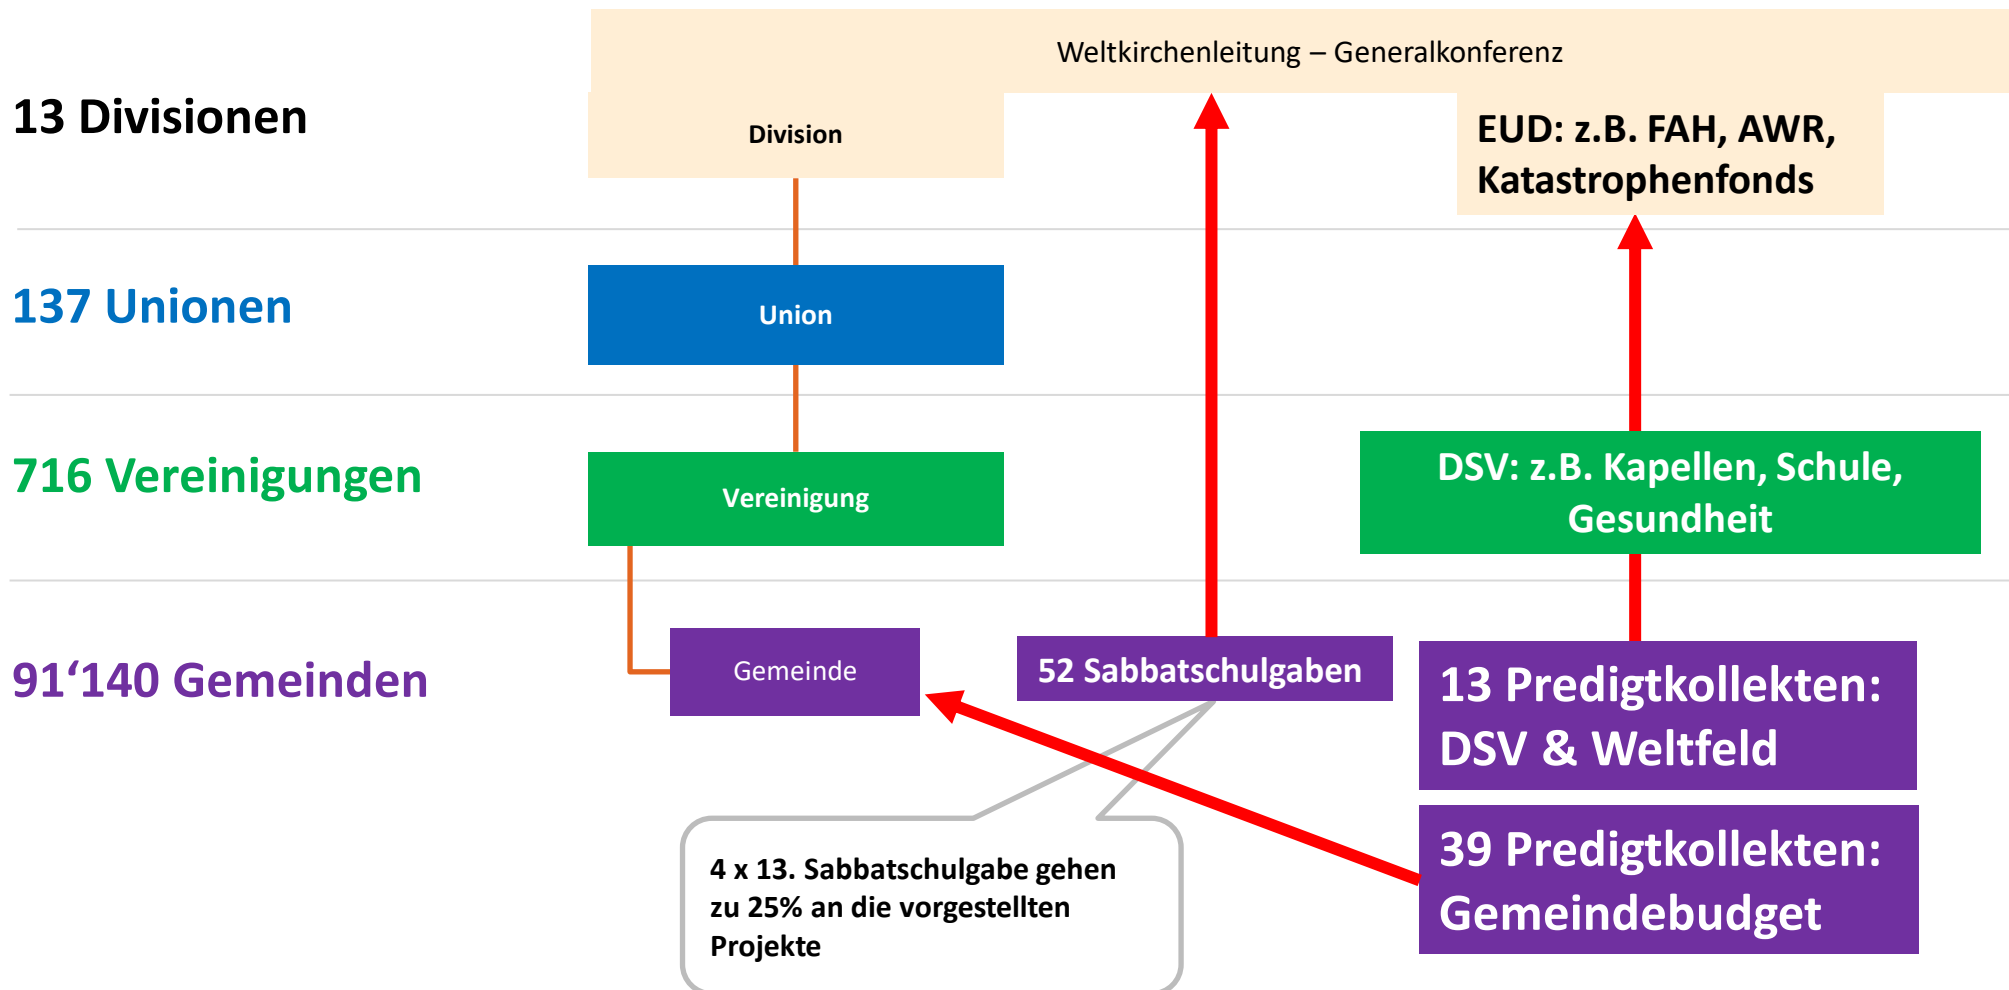 Weltkirchenleitung – Generalkonferenz
13 Divisionen
Division
EUD: z.B. FAH, AWR,
Katastrophenfonds
137 Unionen
Union
716 Vereinigungen
Vereinigung
DSV: z.B. Kapellen, Schule,
Gesundheit
91‘140 Gemeinden
Gemeinde
52 Sabbatschulgaben
13 Predigtkollekten:
DSV & Weltfeld
4 x 13. Sabbatschulgabe gehen
zu 25% an die vorgestellten
Projekte
39 Predigtkollekten:
Gemeindebudget